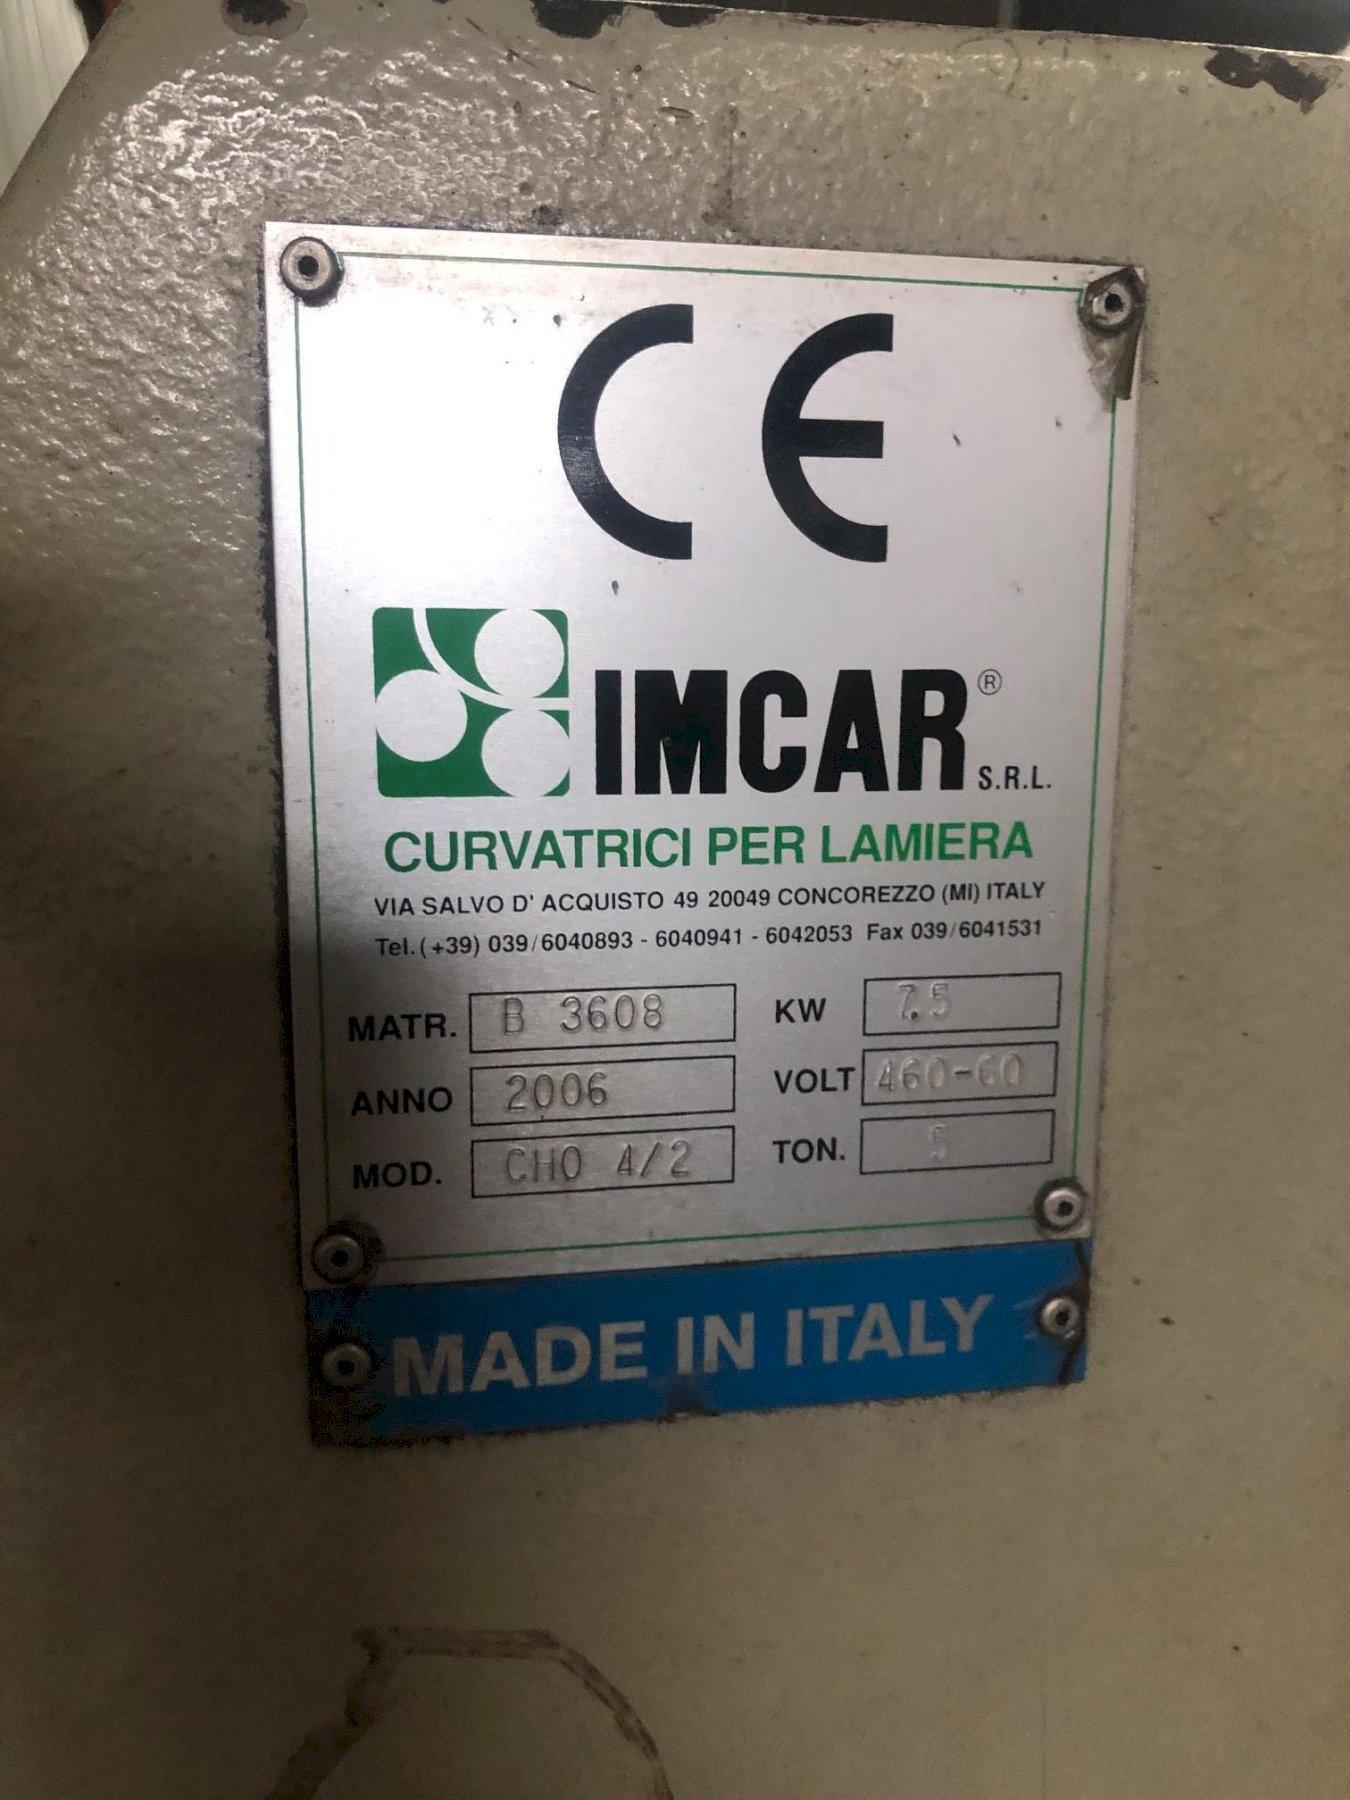 CE
IMCAR® S.R.L.
CURVATRICI PER LAMIERA
VIA SALVO D' ACQUISTO 49 20049 CONCOREZZO (MI) ITALY
Tel.(+39) 039/6040893 - 6040941 - 6042053 Fax 039/6041531
MATR. B 3608 KW 7.5
ANNO 2006 VOLT 460-60
MOD. CHO 4/2 TON. 5
MADE IN ITALY